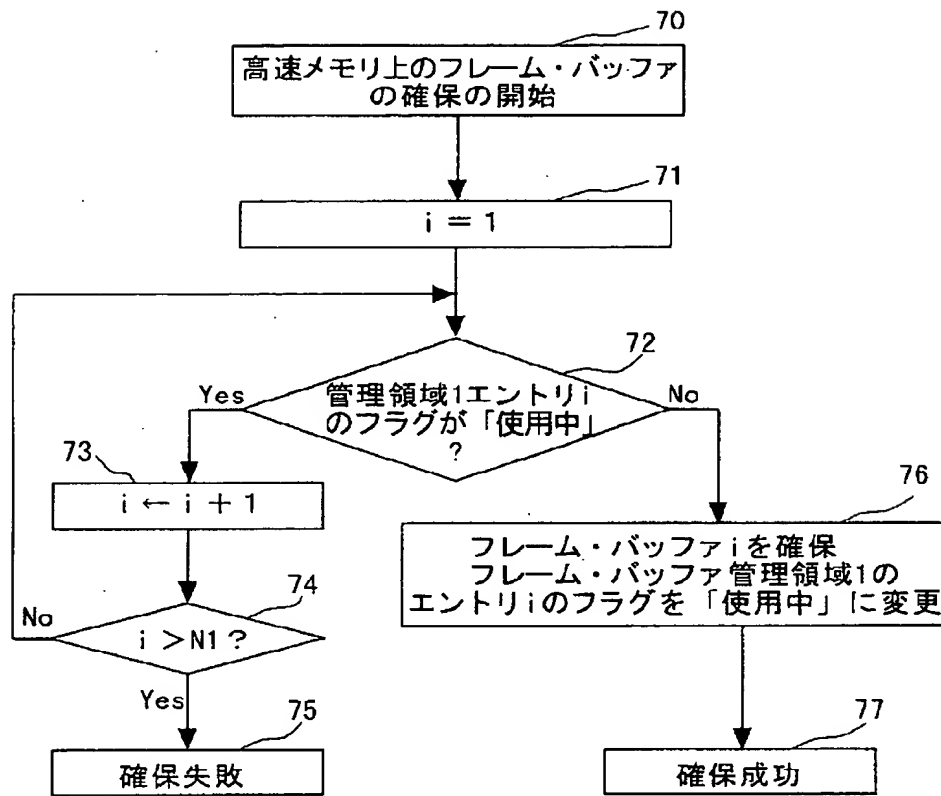 70
高速メモリ上のフレーム・バッファ
の確保の開始
71
i = 1
72
管理領域1エントリi
のフラグが「使用中」
?
Yes
No
73
i ← i + 1
74
i > N1?
No
Yes
75
確保失敗
76
フレーム・バッファiを確保
フレーム・バッファ管理領域1の
エントリiのフラグを「使用中」に変更
77
確保成功